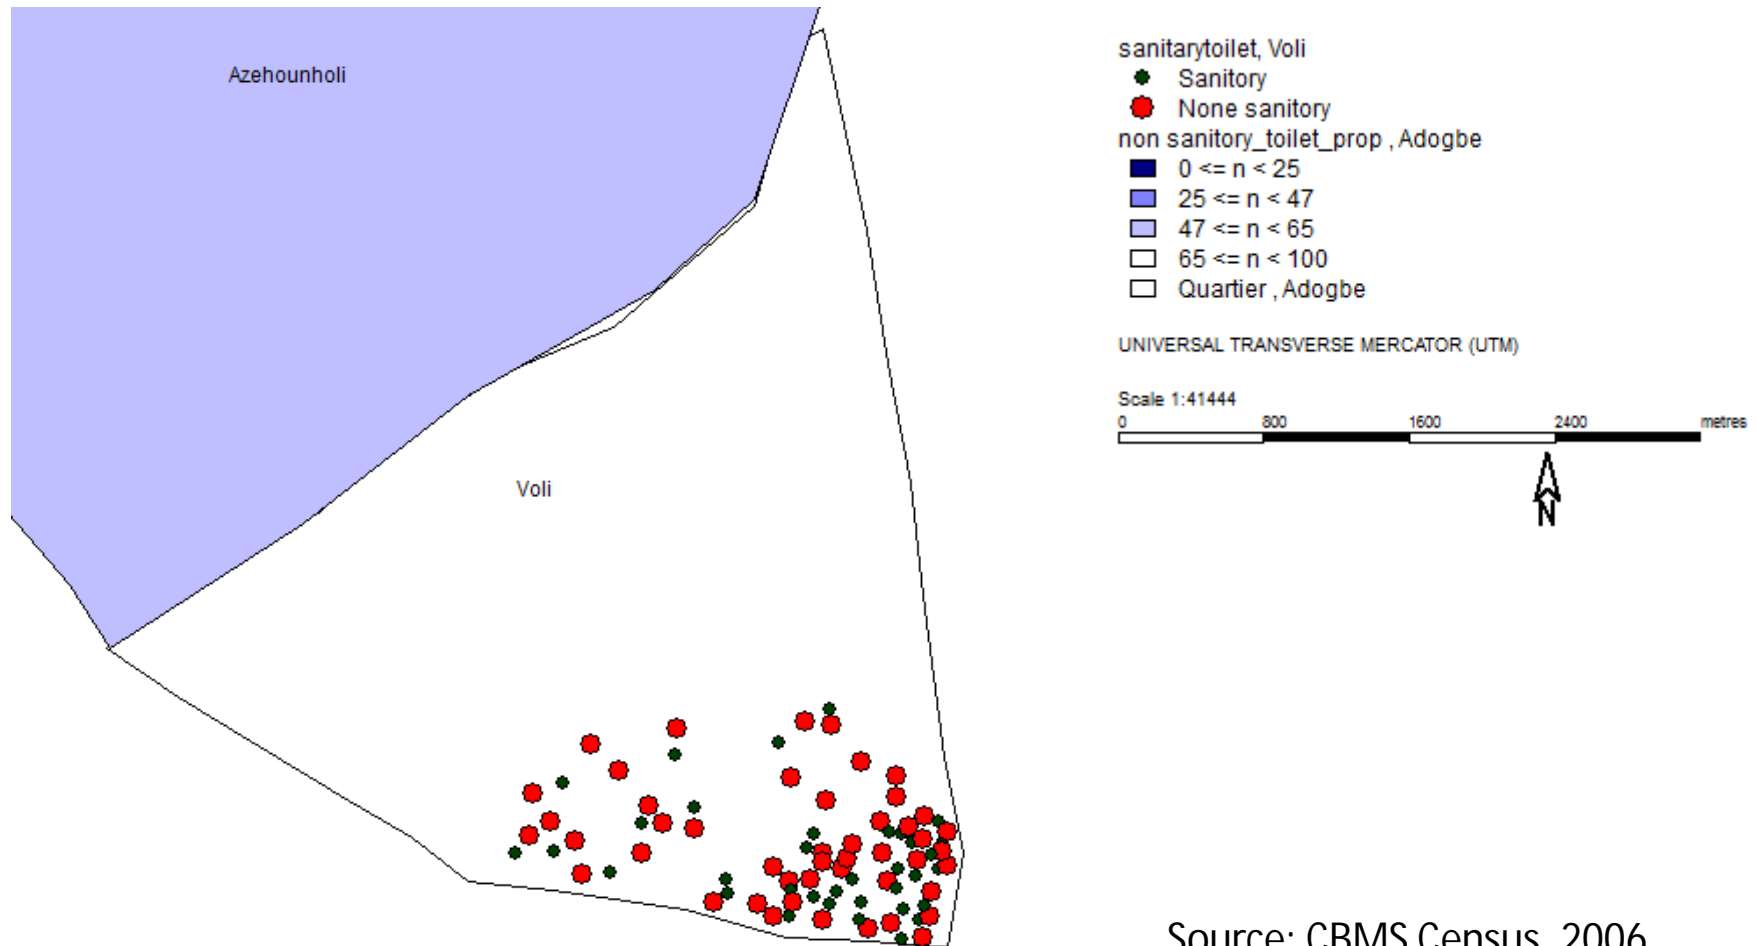 Azehounholi
Voli
sanitarytoilet, Voli
Sanitory
None sanitory
non sanitory_toilet_prop , Adogbe
0 <= n < 25
25 <= n < 47
47 <= n < 65
65 <= n < 100
Quartier , Adogbe
UNIVERSAL TRANSVERSE MERCATOR (UTM)
Scale 1:41444
0 800 1600 2400 metres
N
Source: CBMS Census, 2006